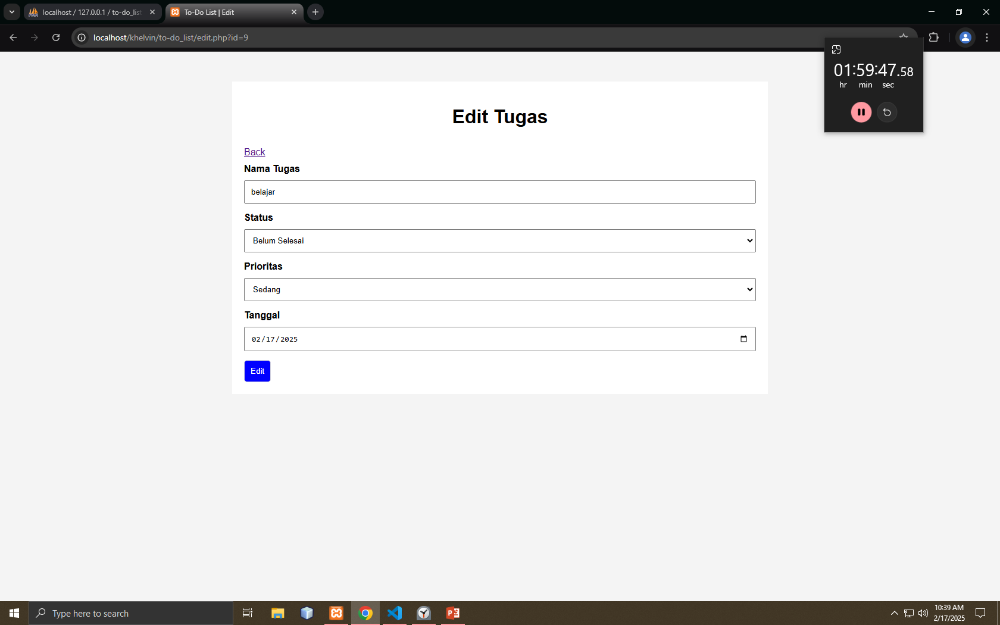 localhost / 127.0.0.1 / to-do_list
To-Do List | Edit
localhost/khelvin/to-do_list/edit.php?id=9
01:59:47.58
hr min sec
Edit Tugas
Back
Nama Tugas
belajar
Status
Belum Selesai
Prioritas
Sedang
Tanggal
02/17/2025
Edit
Type here to search
10:39 AM
2/17/2025